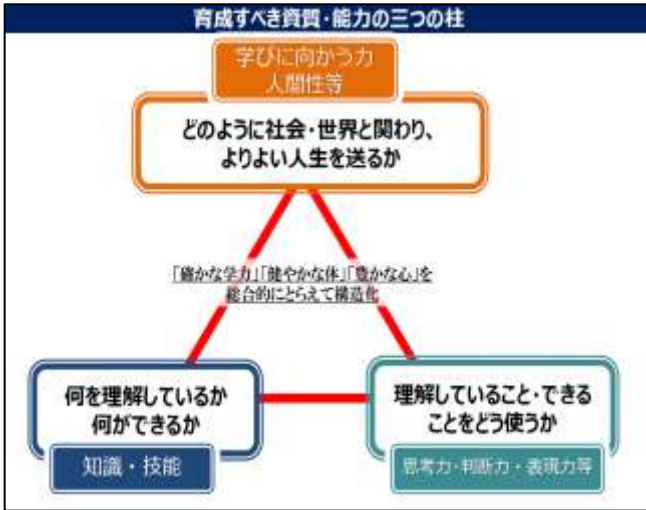 育成すべき資質・能力の三つの柱
学びに向かう力
人間性等
どのように社会・世界と関わり、
よりよい人生を送るか
「確かな学力」「健やかな体」「豊かな心」を
総合的にとらえて構造化
何を理解しているか
何ができるか
知識・技能
理解していること・できる
ことをどう使うか
思考力・判断力・表現力等